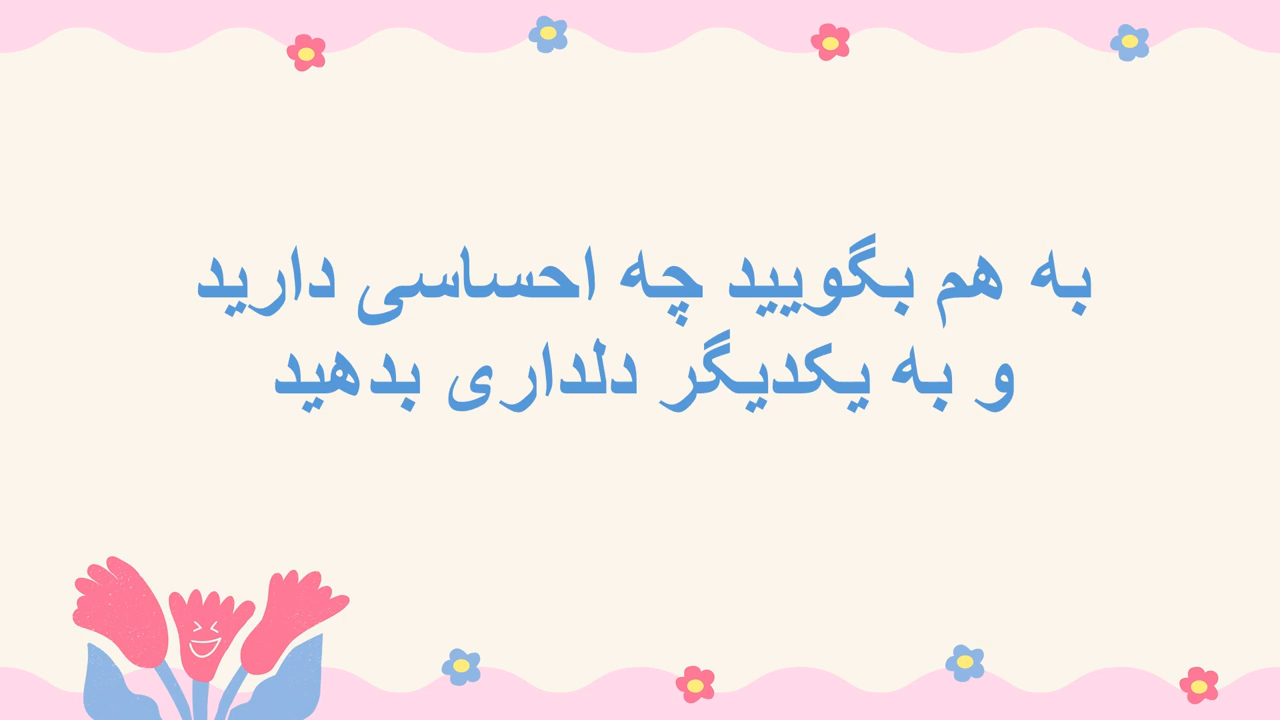 به هم بگویید چه احساسی دارید
و به یکدیگر دلداری بدهید